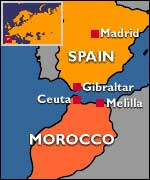 Madrid
SPAIN
Gibraltar
Ceuta
Melilla
MOROCCO